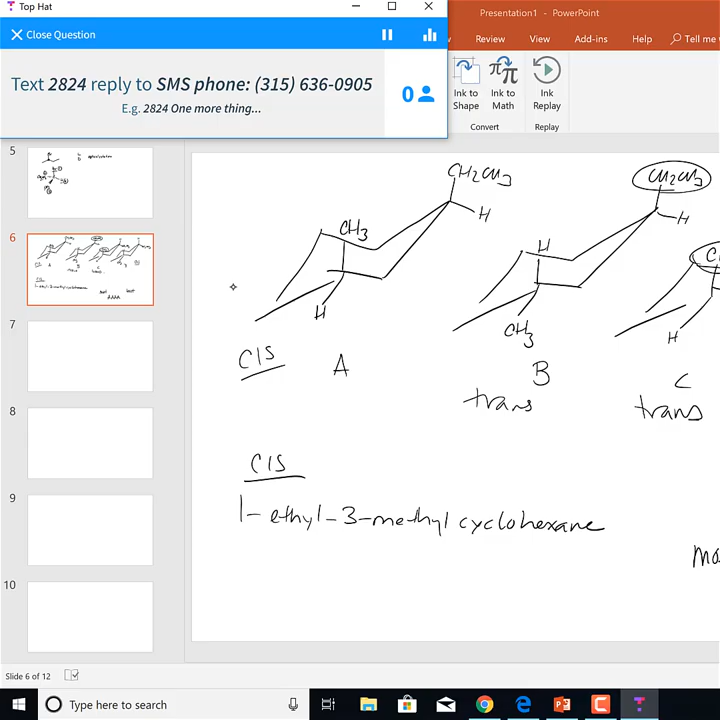 Top Hat
Close Question
Text 2824 reply to SMS phone: (315) 636-0905
E.g. 2824 One more thing...
0
Presentation1 - PowerPoint
Review View Add-ins Help Tell me
Ink to Shape
Ink to Math
Ink Replay
Convert
Replay
5
6
7
8
9
10
CH2CH3
H
CH3
H
CIS
A
CH2CH3
H
H
CH3
B
trans
H
C
trans
CIS
1-ethyl-3-methyl cyclohexane
Slide 6 of 12
Type here to search